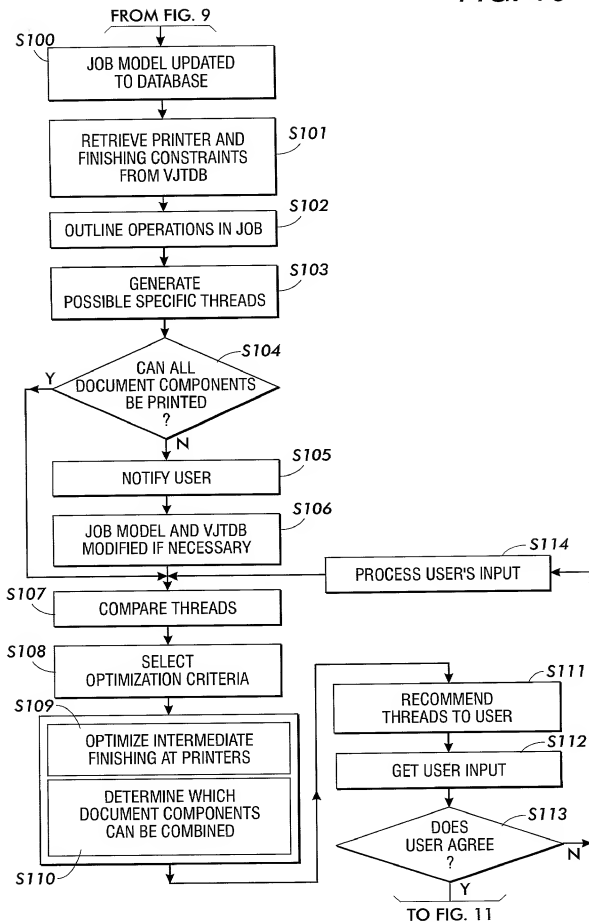 FROM FIG. 9
S100
JOB MODEL UPDATED
TO DATABASE
RETRIEVE PRINTER AND
FINISHING CONSTRAINTS
FROM VJTDB
S101
S102
OUTLINE OPERATIONS IN JOB
S103
GENERATE
POSSIBLE SPECIFIC THREADS
S104
Y
CAN ALL
DOCUMENT COMPONENTS
BE PRINTED
?
N
S105
NOTIFY USER
S106
JOB MODEL AND VJTDB
MODIFIED IF NECESSARY
S114
PROCESS USER'S INPUT
S107
COMPARE THREADS
S108
SELECT
OPTIMIZATION CRITERIA
S109
OPTIMIZE INTERMEDIATE
FINISHING AT PRINTERS
DETERMINE WHICH
DOCUMENT COMPONENTS
CAN BE COMBINED
S110
S111
RECOMMEND
THREADS TO USER
S112
GET USER INPUT
S113
DOES
USER AGREE
?
N
Y
TO FIG. 11